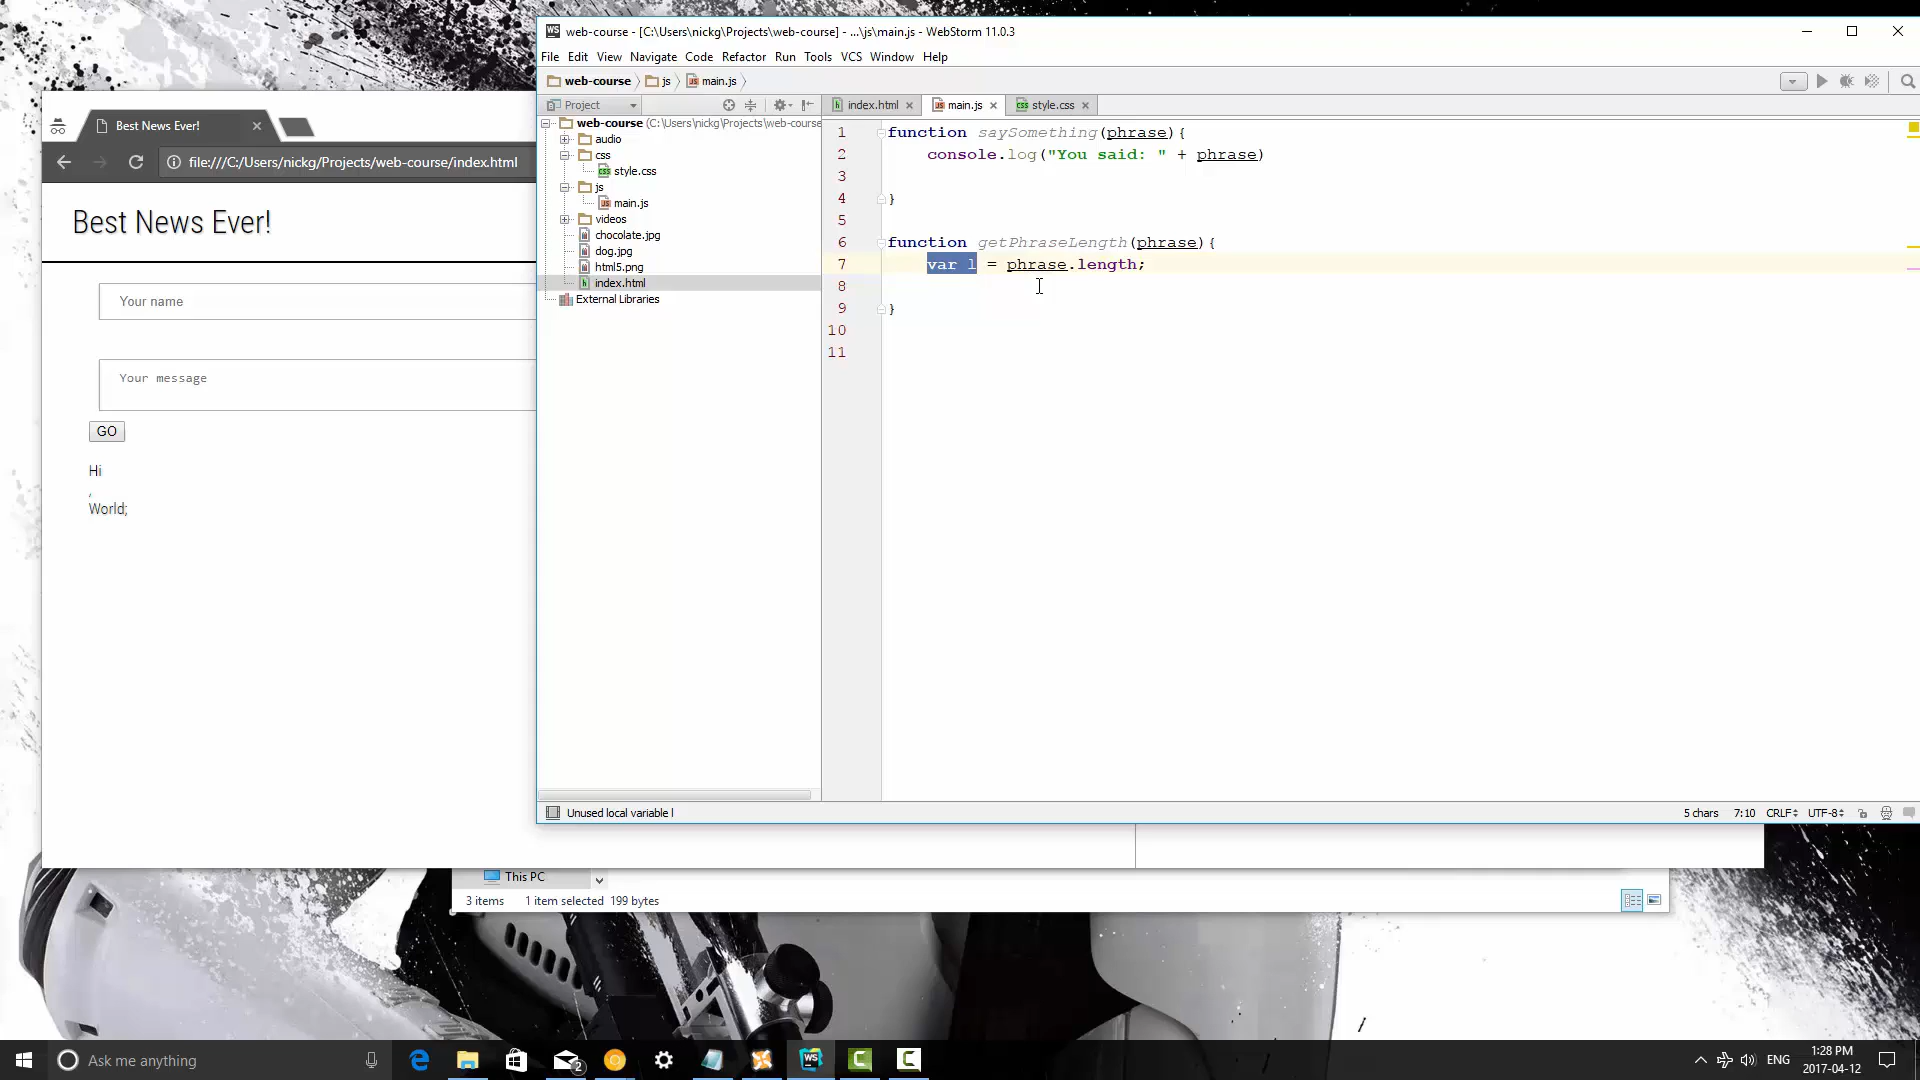 web-course - [C:\Users\nickg\Projects\web-course] - ...\js\main.js - WebStorm 11.0.3
File Edit View Navigate Code Refactor Run Tools VCS Window Help
web-course js main.js
Project
index.html main.js style.css
web-course (C:\Users\nickg\Projects\web-course
audio
css
style.css
js
main.js
videos
chocolate.jpg
dog.jpg
html5.png
index.html
External Libraries
1 function saySomething(phrase){
2 console.log("You said: " + phrase)
3
4 }
5
6 function getPhraseLength(phrase){
7 var l = phrase.length;
8
9 }
10
11
Unused local variable l
5 chars 7:10 CRLF UTF-8
Best News Ever!
file:///C:/Users/nickg/Projects/web-course/index.html
Best News Ever!
Your name
Your message
GO
Hi
,
World;
This PC
3 items 1 item selected 199 bytes
Ask me anything
2
WS
ENG
1:28 PM
2017-04-12